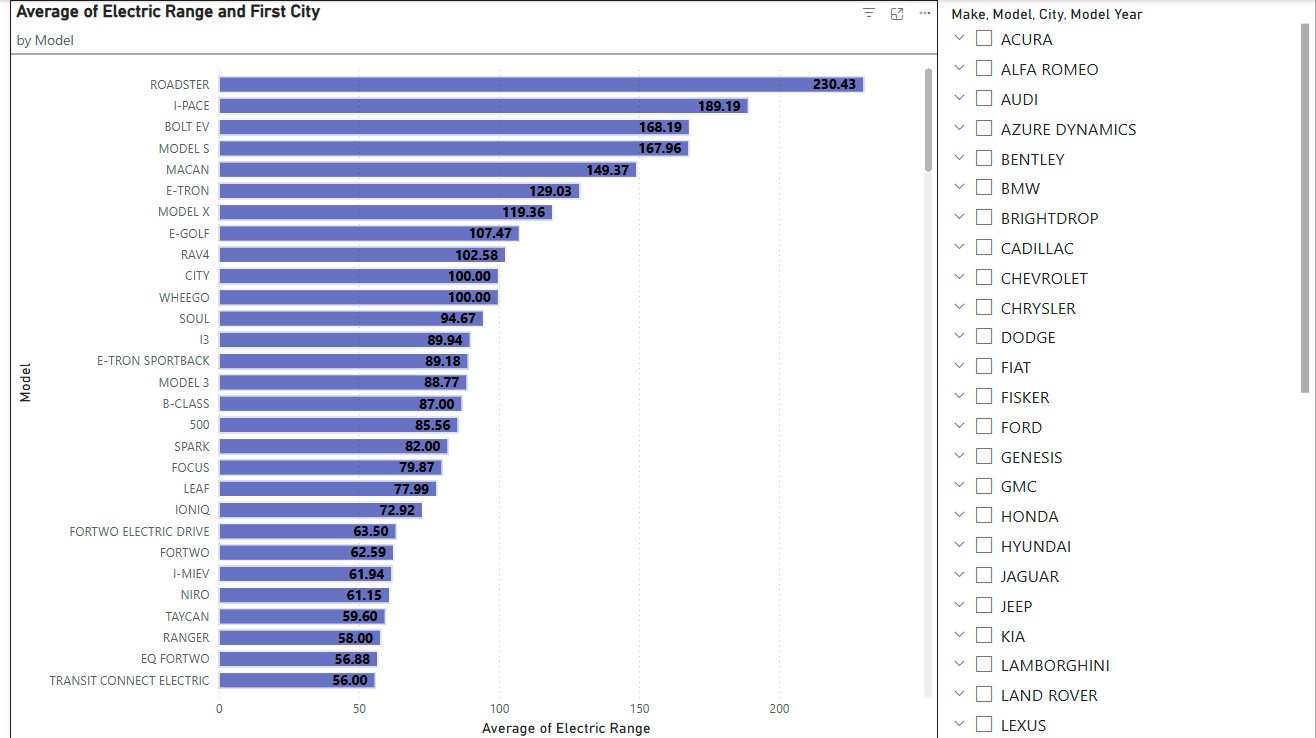 Average of Electric Range and First City
by Model
ROADSTER 230.43
I-PACE 189.19
BOLT EV 168.19
MODEL S 167.96
MACAN 149.37
E-TRON 129.03
MODEL X 119.36
E-GOLF 107.47
RAV4 102.58
CITY 100.00
WHEEGO 100.00
SOUL 94.67
I3 89.94
E-TRON SPORTBACK 89.18
MODEL 3 88.77
B-CLASS 87.00
500 85.56
SPARK 82.00
FOCUS 79.87
LEAF 77.99
IONIQ 72.92
FORTWO ELECTRIC DRIVE 63.50
FORTWO 62.59
I-MIEV 61.94
NIRO 61.15
TAYCAN 59.60
RANGER 58.00
EQ FORTWO 56.88
TRANSIT CONNECT ELECTRIC 56.00
Model
0 50 100 150 200
Average of Electric Range
Make, Model, City, Model Year
ACURA
ALFA ROMEO
AUDI
AZURE DYNAMICS
BENTLEY
BMW
BRIGHTDROP
CADILLAC
CHEVROLET
CHRYSLER
DODGE
FIAT
FISKER
FORD
GENESIS
GMC
HONDA
HYUNDAI
JAGUAR
JEEP
KIA
LAMBORGHINI
LAND ROVER
LEXUS